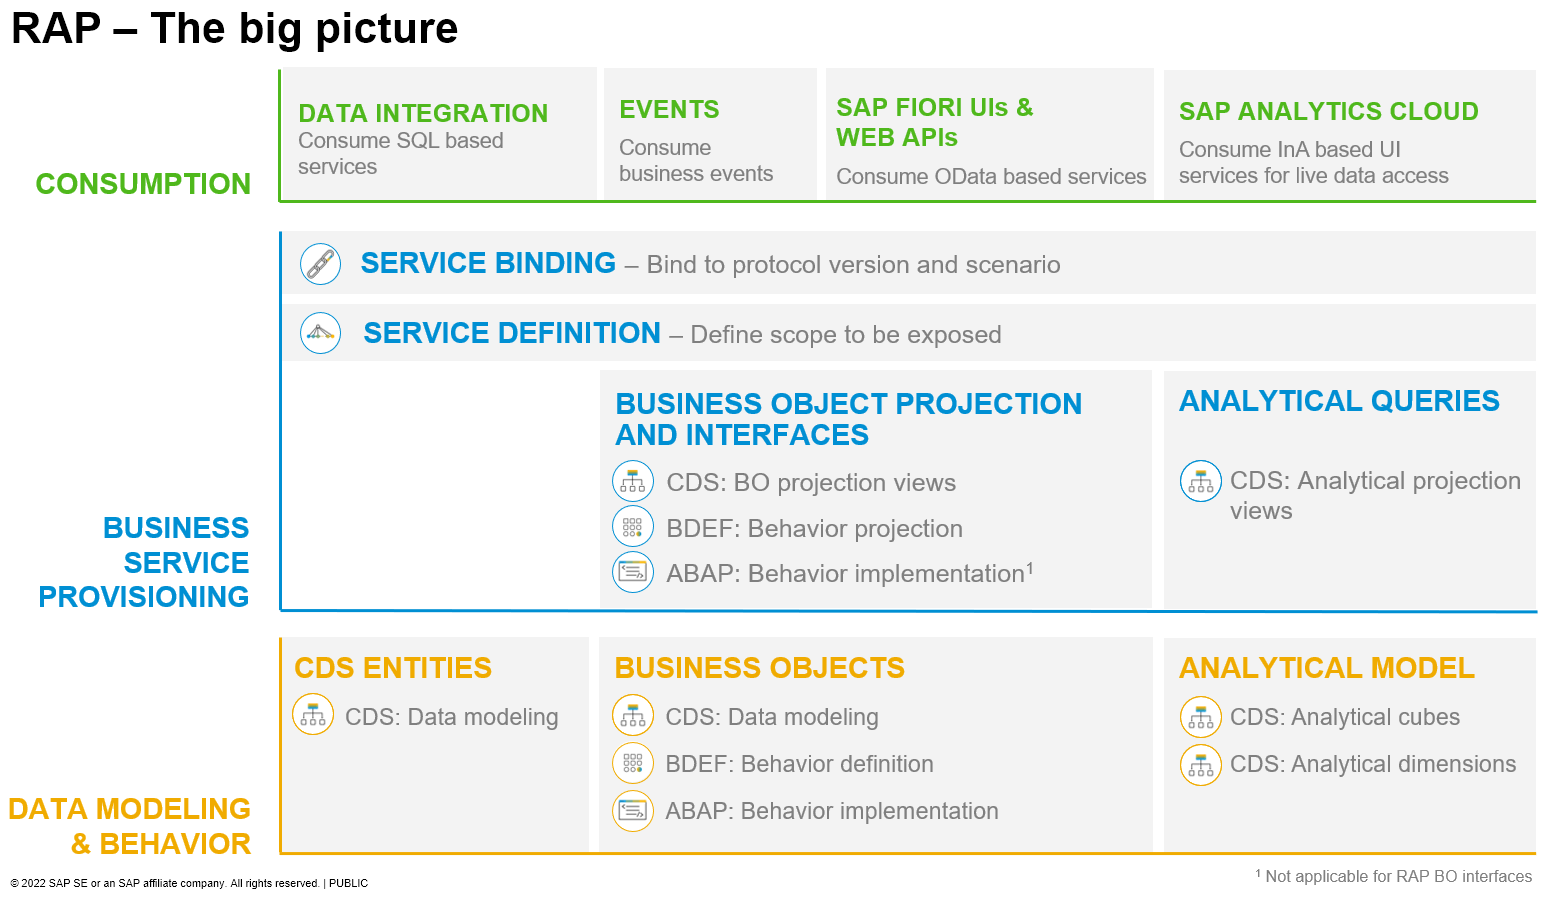 RAP – The big picture
CONSUMPTION
DATA INTEGRATION
Consume SQL based
services
EVENTS
Consume
business events
SAP FIORI UIs &
WEB APIs
Consume OData based services
SAP ANALYTICS CLOUD
Consume InA based UI
services for live data access
BUSINESS
SERVICE
PROVISIONING
SERVICE BINDING – Bind to protocol version and scenario
SERVICE DEFINITION – Define scope to be exposed
BUSINESS OBJECT PROJECTION
AND INTERFACES
CDS: BO projection views
BDEF: Behavior projection
ABAP: Behavior implementation¹
ANALYTICAL QUERIES
CDS: Analytical projection
views
DATA MODELING
& BEHAVIOR
CDS ENTITIES
CDS: Data modeling
BUSINESS OBJECTS
CDS: Data modeling
BDEF: Behavior definition
ABAP: Behavior implementation
ANALYTICAL MODEL
CDS: Analytical cubes
CDS: Analytical dimensions
© 2022 SAP SE or an SAP affiliate company. All rights reserved. | PUBLIC
¹ Not applicable for RAP BO interfaces